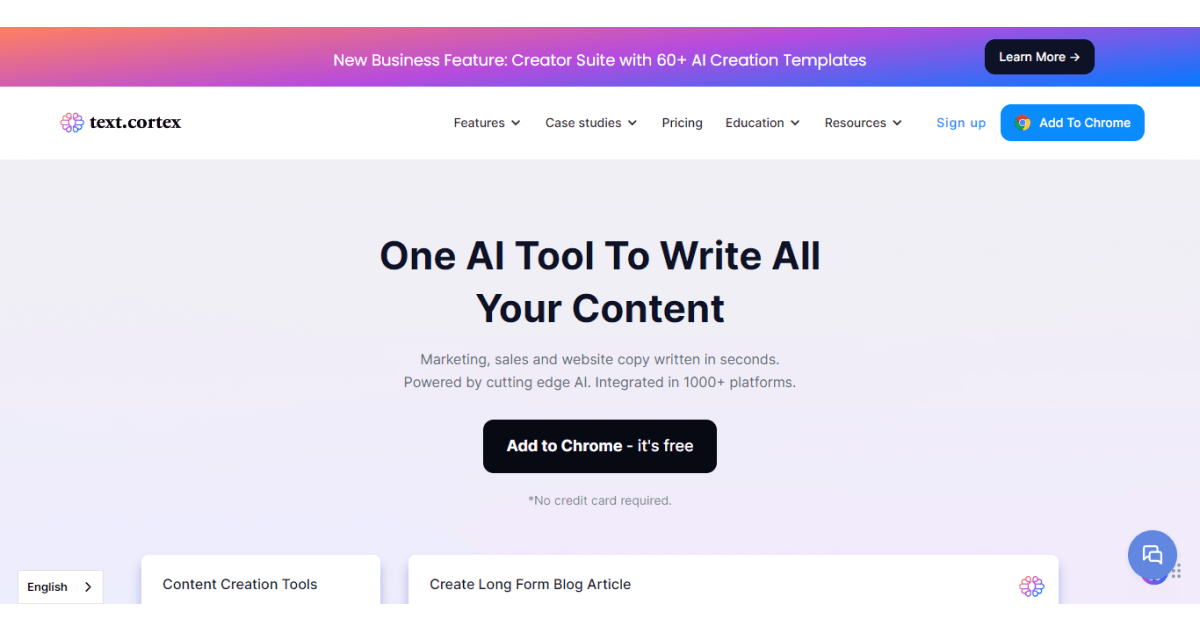 New Business Feature: Creator Suite with 60+ AI Creation Templates
Learn More →
text.cortex
Features
Case studies
Pricing
Education
Resources
Sign up
Add To Chrome
One AI Tool To Write All
Your Content
Marketing, sales and website copy written in seconds.
Powered by cutting edge AI. Integrated in 1000+ platforms.
Add to Chrome - it's free
*No credit card required.
English
Content Creation Tools
Create Long Form Blog Article